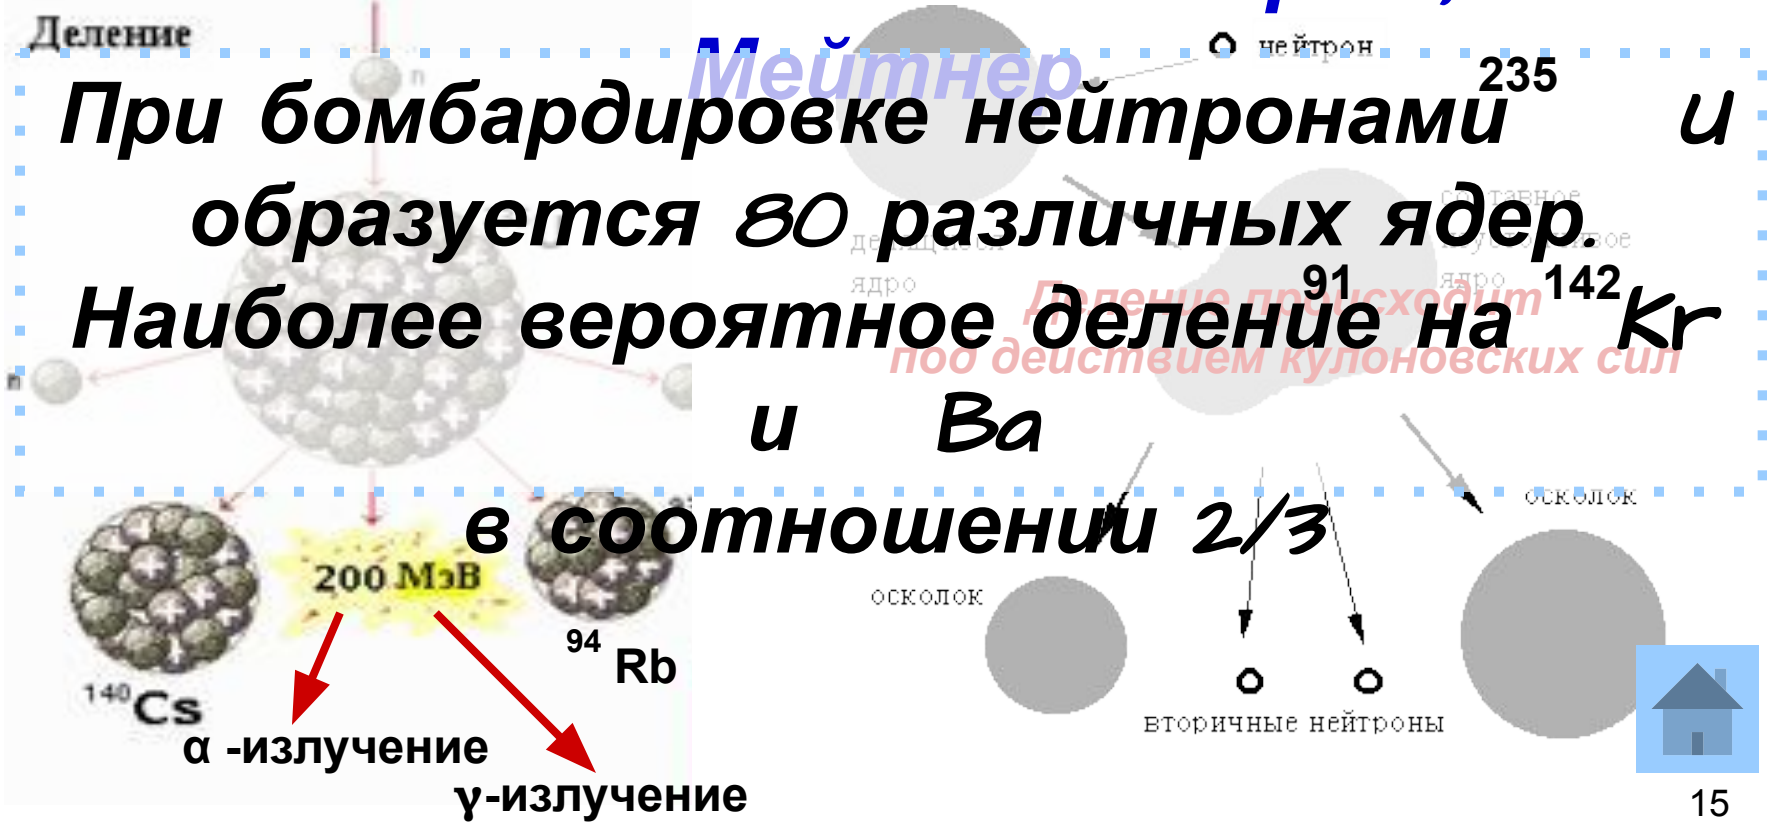 Деление
Мейтнер
нейтрон
n
235
При бомбардировке нейтронами U
образуется 80 различных ядер.
составное
неустойчивое
ядро
делящееся
ядро
91 142
Наиболее вероятное деление на Kr
Деление происходит
под действием кулоновских сил
n
и Ba
в соотношении 2/3
осколок
200 МэВ
осколок
94 Rb
140Cs
вторичные нейтроны
α -излучение
γ-излучение
15